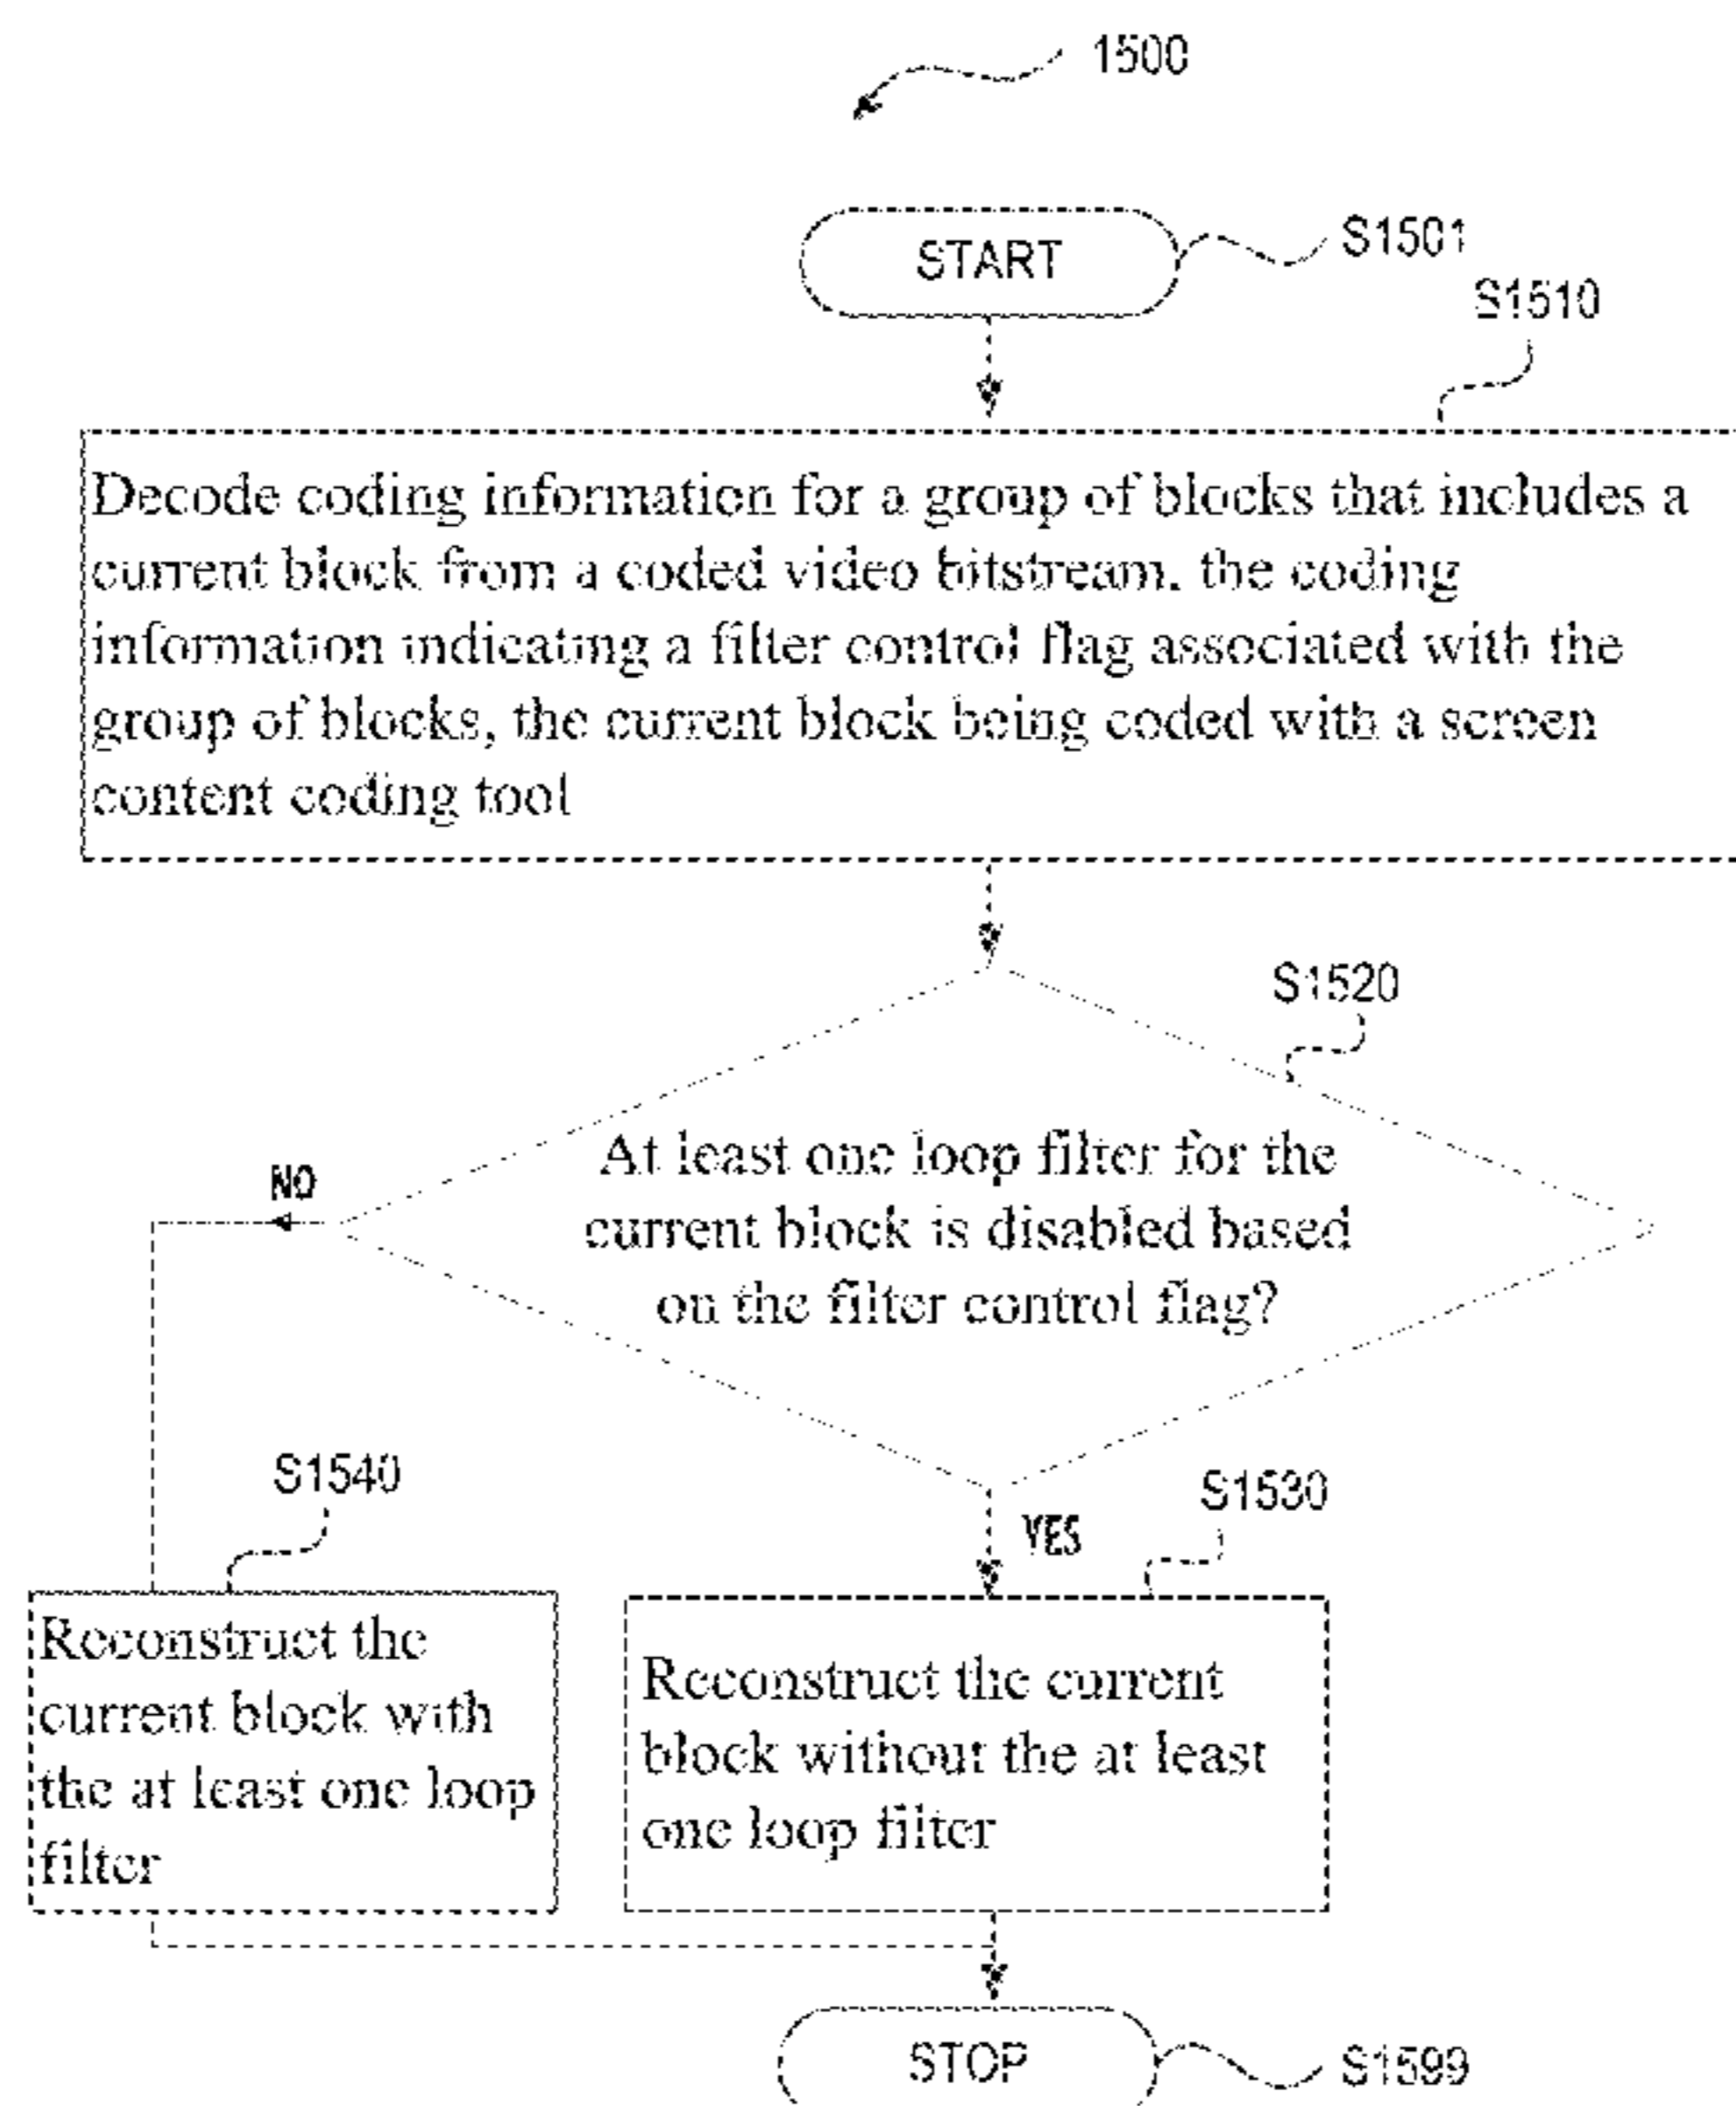 1500
START
S1501
S1510
Decode coding information for a group of blocks that includes a
current block from a coded video bitstream, the coding
information indicating a filter control flag associated with the
group of blocks, the current block being coded with a screen
content coding tool
S1520
At least one loop filter for the
current block is disabled based
on the filter control flag?
NO
S1540
S1530
YES
Reconstruct the
current block with
the at least one loop
filter
Reconstruct the current
block without the at least
one loop filter
STOP
S1599